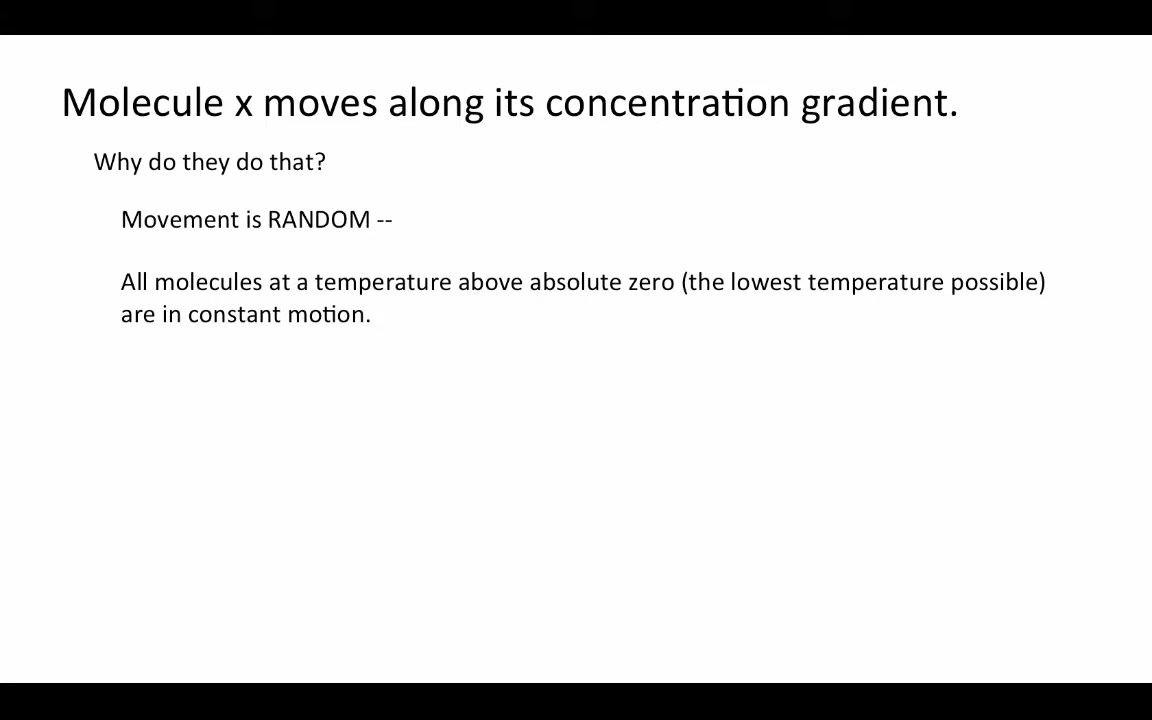 Molecule x moves along its concentration gradient.
Why do they do that?
Movement is RANDOM --
All molecules at a temperature above absolute zero (the lowest temperature possible)
are in constant motion.